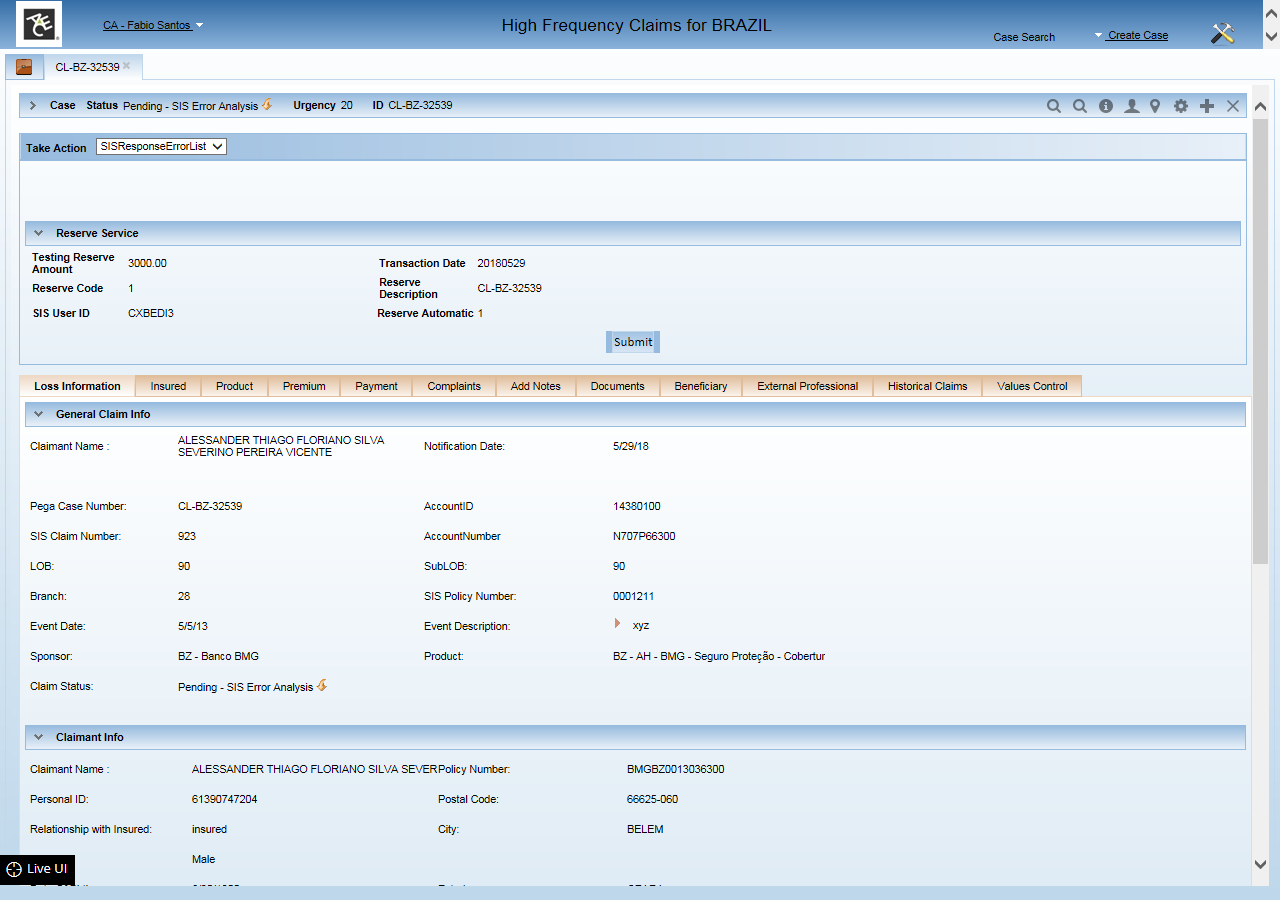 ACE
CA - Fabio Santos
High Frequency Claims for BRAZIL
Case Search
Create Case
CL-BZ-32539
Case Status Pending - SIS Error Analysis Urgency 20 ID CL-BZ-32539
Take Action SISResponseErrorList
Reserve Service
Testing Reserve Amount 3000.00 Transaction Date 20180529
Reserve Code 1 Reserve Description CL-BZ-32539
SIS User ID CXBEDI3 Reserve Automatic 1
Submit
Loss Information Insured Product Premium Payment Complaints Add Notes Documents Beneficiary External Professional Historical Claims Values Control
General Claim Info
Claimant Name : ALESSANDER THIAGO FLORIANO SILVA SEVERINO PEREIRA VICENTE Notification Date: 5/29/18
Pega Case Number: CL-BZ-32539 AccountID 14380100
SIS Claim Number: 923 AccountNumber N707P66300
LOB: 90 SubLOB: 90
Branch: 28 SIS Policy Number: 0001211
Event Date: 5/5/13 Event Description: xyz
Sponsor: BZ - Banco BMG Product: BZ - AH - BMG - Seguro Proteção - Cobertur
Claim Status: Pending - SIS Error Analysis
Claimant Info
Claimant Name : ALESSANDER THIAGO FLORIANO SILVA SEVER Policy Number: BMGBZ0013036300
Personal ID: 61390747204 Postal Code: 66625-060
Relationship with Insured: insured City: BELEM
Male
Live UI